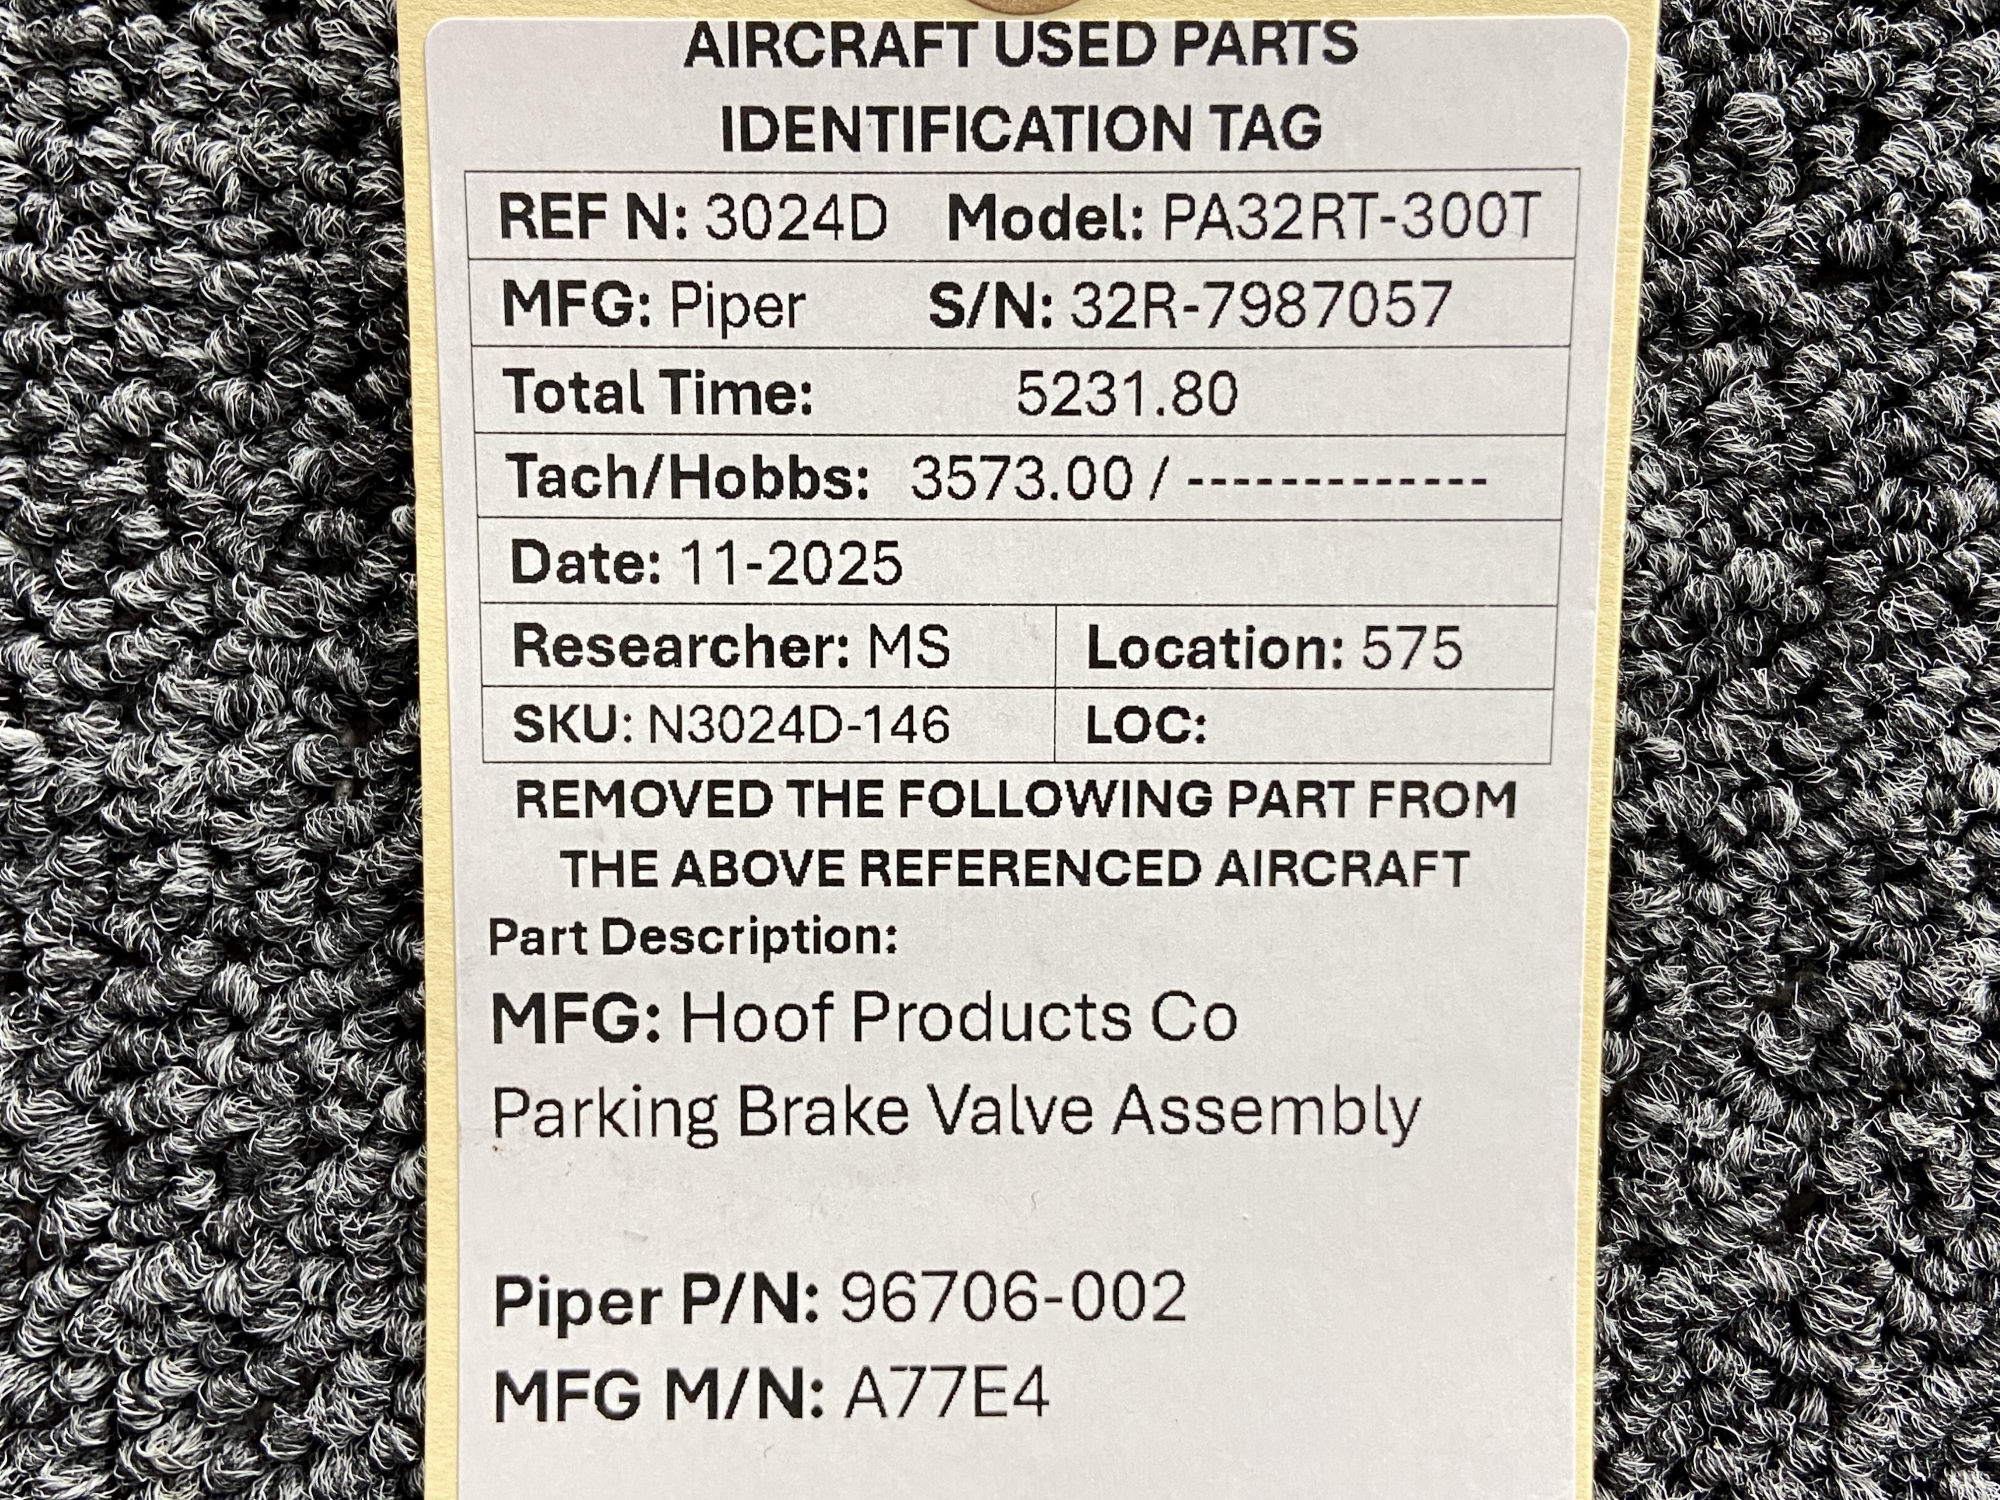 AIRCRAFT USED PARTS
IDENTIFICATION TAG
REF N: 3024D Model: PA32RT-300T
MFG: Piper S/N: 32R-7987057
Total Time: 5231.80
Tach/Hobbs: 3573.00 / -------------
Date: 11-2025
Researcher: MS Location: 575
SKU: N3024D-146 LOC:
REMOVED THE FOLLOWING PART FROM
THE ABOVE REFERENCED AIRCRAFT
Part Description:
MFG: Hoof Products Co
Parking Brake Valve Assembly
Piper P/N: 96706-002
MFG M/N: A77E4